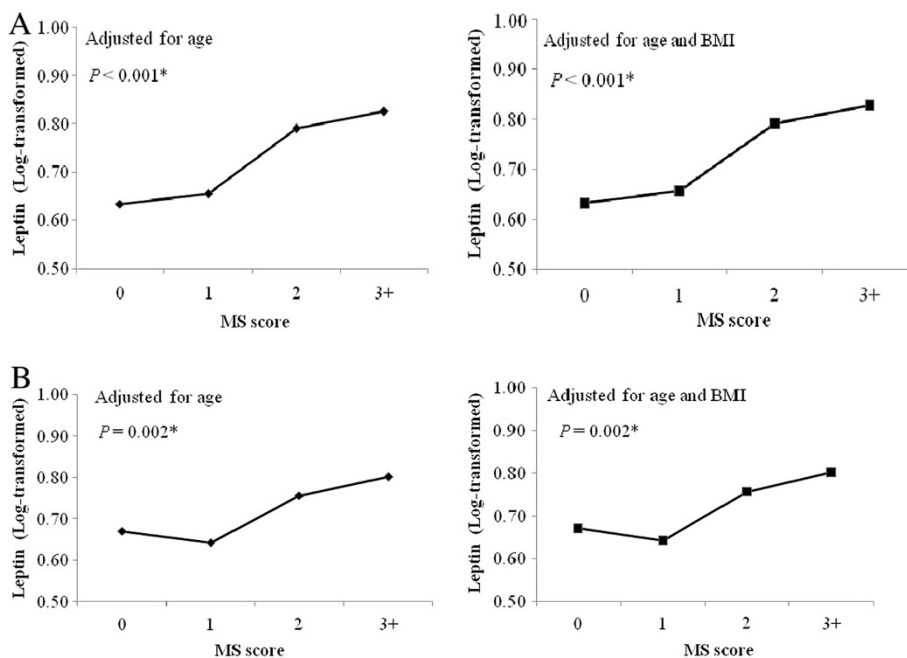 A
Adjusted for age
P < 0.001*
Leptin (Log-transformed)
1.00
0.90
0.80
0.70
0.60
0.50
0 1 2 3+
MS score
Adjusted for age and BMI
P < 0.001*
Leptin (Log-transformed)
1.00
0.90
0.80
0.70
0.60
0.50
0 1 2 3+
MS score
B
Adjusted for age
P = 0.002*
Leptin (Log-transformed)
1.00
0.90
0.80
0.70
0.60
0.50
0 1 2 3+
MS score
Adjusted for age and BMI
P = 0.002*
Leptin (Log-transformed)
1.00
0.90
0.80
0.70
0.60
0.50
0 1 2 3+
MS score